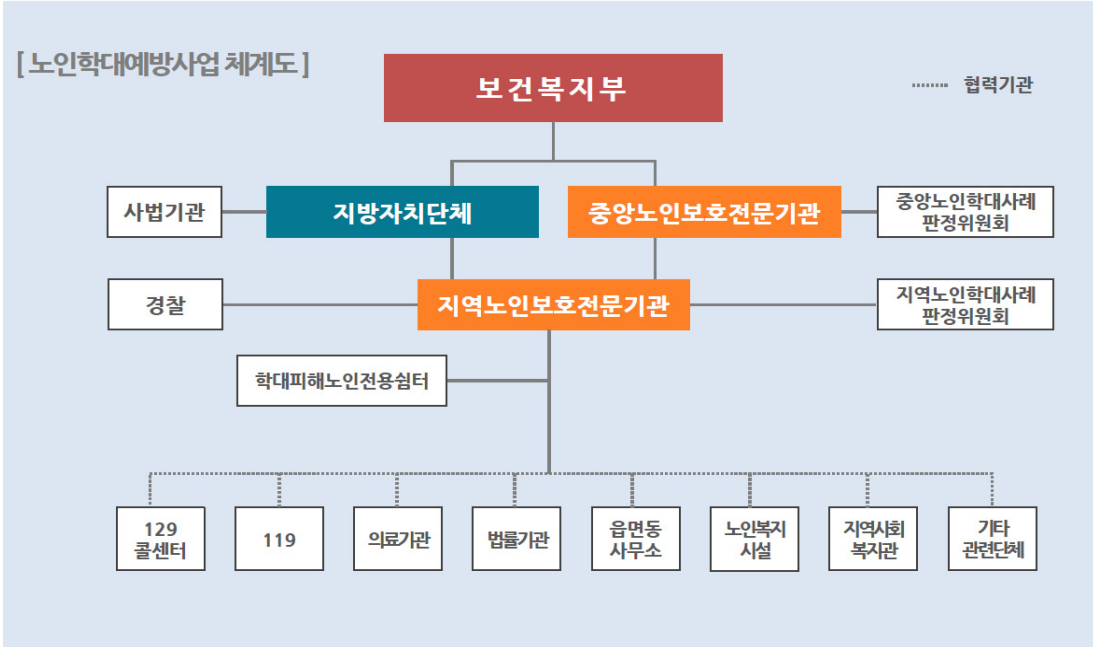 [ 노인학대예방사업 체계도 ]
보건복지부
협력기관
사법기관
지방자치단체
중앙노인보호전문기관
중앙노인학대사례
판정위원회
경찰
지역노인보호전문기관
지역노인학대사례
판정위원회
학대피해노인전용쉼터
129
콜센터
119
의료기관
법률기관
읍면동
사무소
노인복지
시설
지역사회
복지관
기타
관련단체